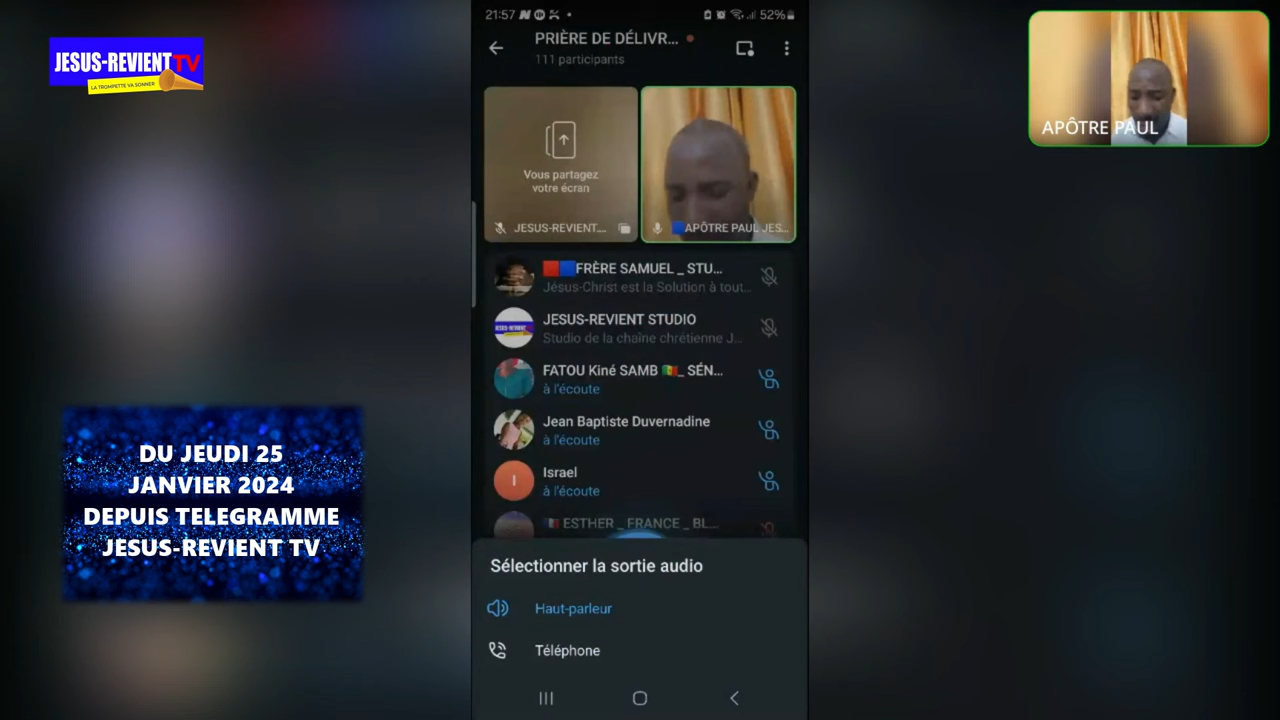 JESUS-REVIENT TV
LA TROMPETTE VA SONNER
21:57
52%
PRIÈRE DE DÉLIVR...
111 participants
Vous partagez
votre écran
JESUS-REVIENT...
APÔTRE PAUL JES...
APÔTRE PAUL
FRÈRE SAMUEL _ STU...
Jésus-Christ est la Solution à tout...
JESUS-REVIENT STUDIO
Studio de la chaîne chrétienne J...
FATOU Kiné SAMB 🇸🇳_ SÉN...
à l'écoute
Jean Baptiste Duvernadine
à l'écoute
I
Israel
à l'écoute
ESTHER _ FRANCE _ BL...
DU JEUDI 25
JANVIER 2024
DEPUIS TELEGRAMME
JESUS-REVIENT TV
Sélectionner la sortie audio
Haut-parleur
Téléphone